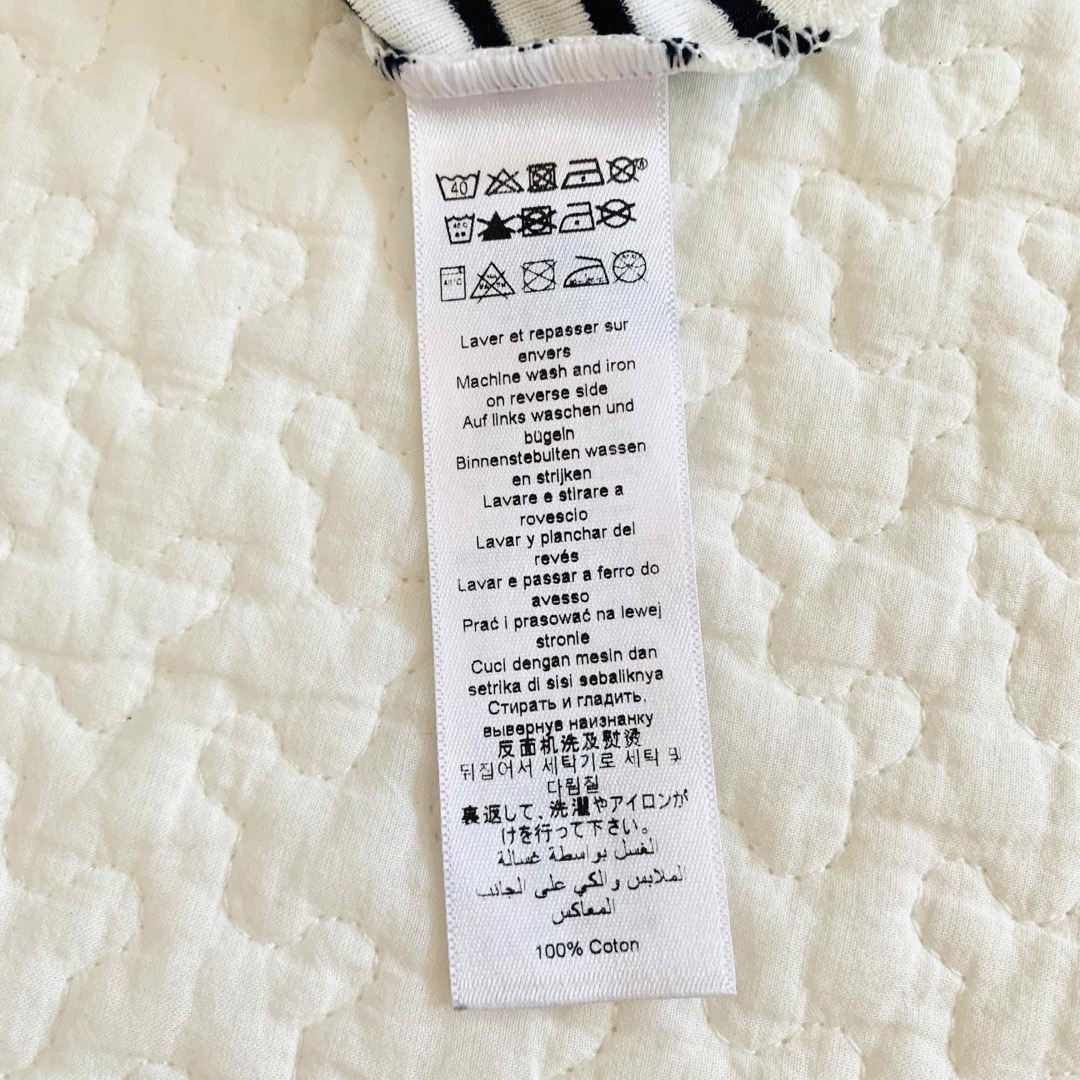 40
Laver et repasser sur
envers
Machine wash and iron
on reverse side
Auf links waschen und
bügeln
Binnenstebuiten wassen
en strijken
Lavare e stirare a
rovescio
Lavar y planchar del
revés
Lavar e passar a ferro do
avesso
Prać i prasować na lewej
stronie
Cuci dengan mesin dan
setrika di sisi sebaliknya
Стирать и гладить,
вывернув наизнанку
反面机洗及熨烫
뒤집어서 세탁기로 세탁 및
다림질
裏返して、洗濯やアイロンが
けを行って下さい。
الغسل بواسطة غسالة
الملابس والكي على الجانب
المعاكس
100% Coton